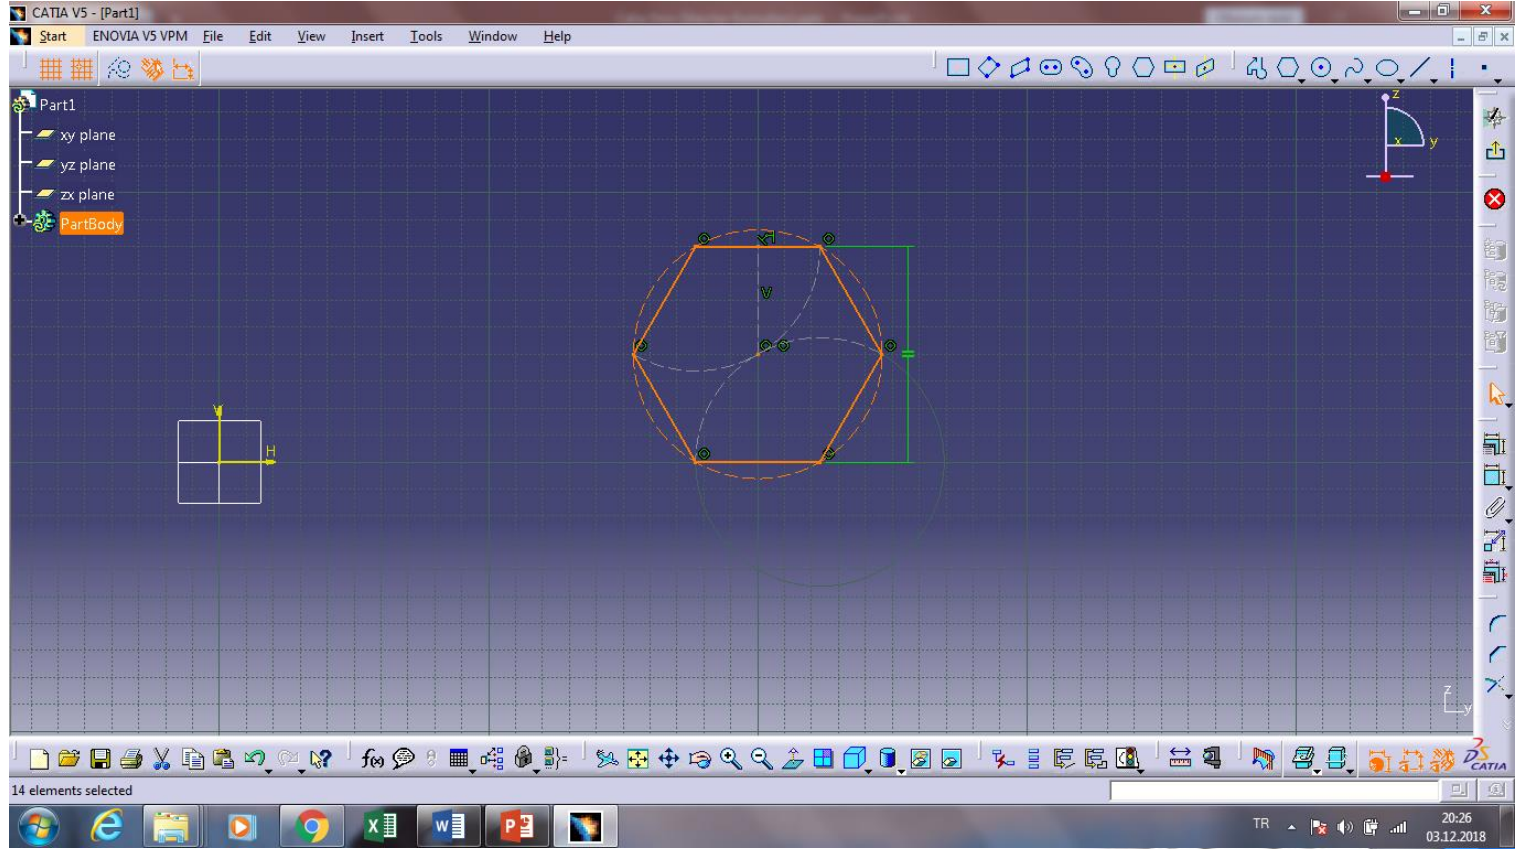 CATIA V5 - [Part1]
Start ENOVIA V5 VPM File Edit View Insert Tools Window Help
Part1
xy plane
yz plane
zx plane
PartBody
z
x y
H
V
V
H
z
y
f(x)
CATIA
14 elements selected
TR
20:26
03.12.2018